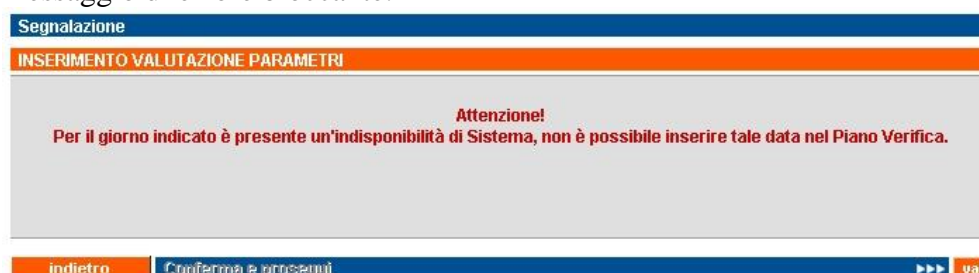 Segnalazione
INSERIMENTO VALUTAZIONE PARAMETRI
Attenzione!
Per il giorno indicato è presente un'indisponibilità di Sistema, non è possibile inserire tale data nel Piano Verifica.
indietro Conferma e prosegui